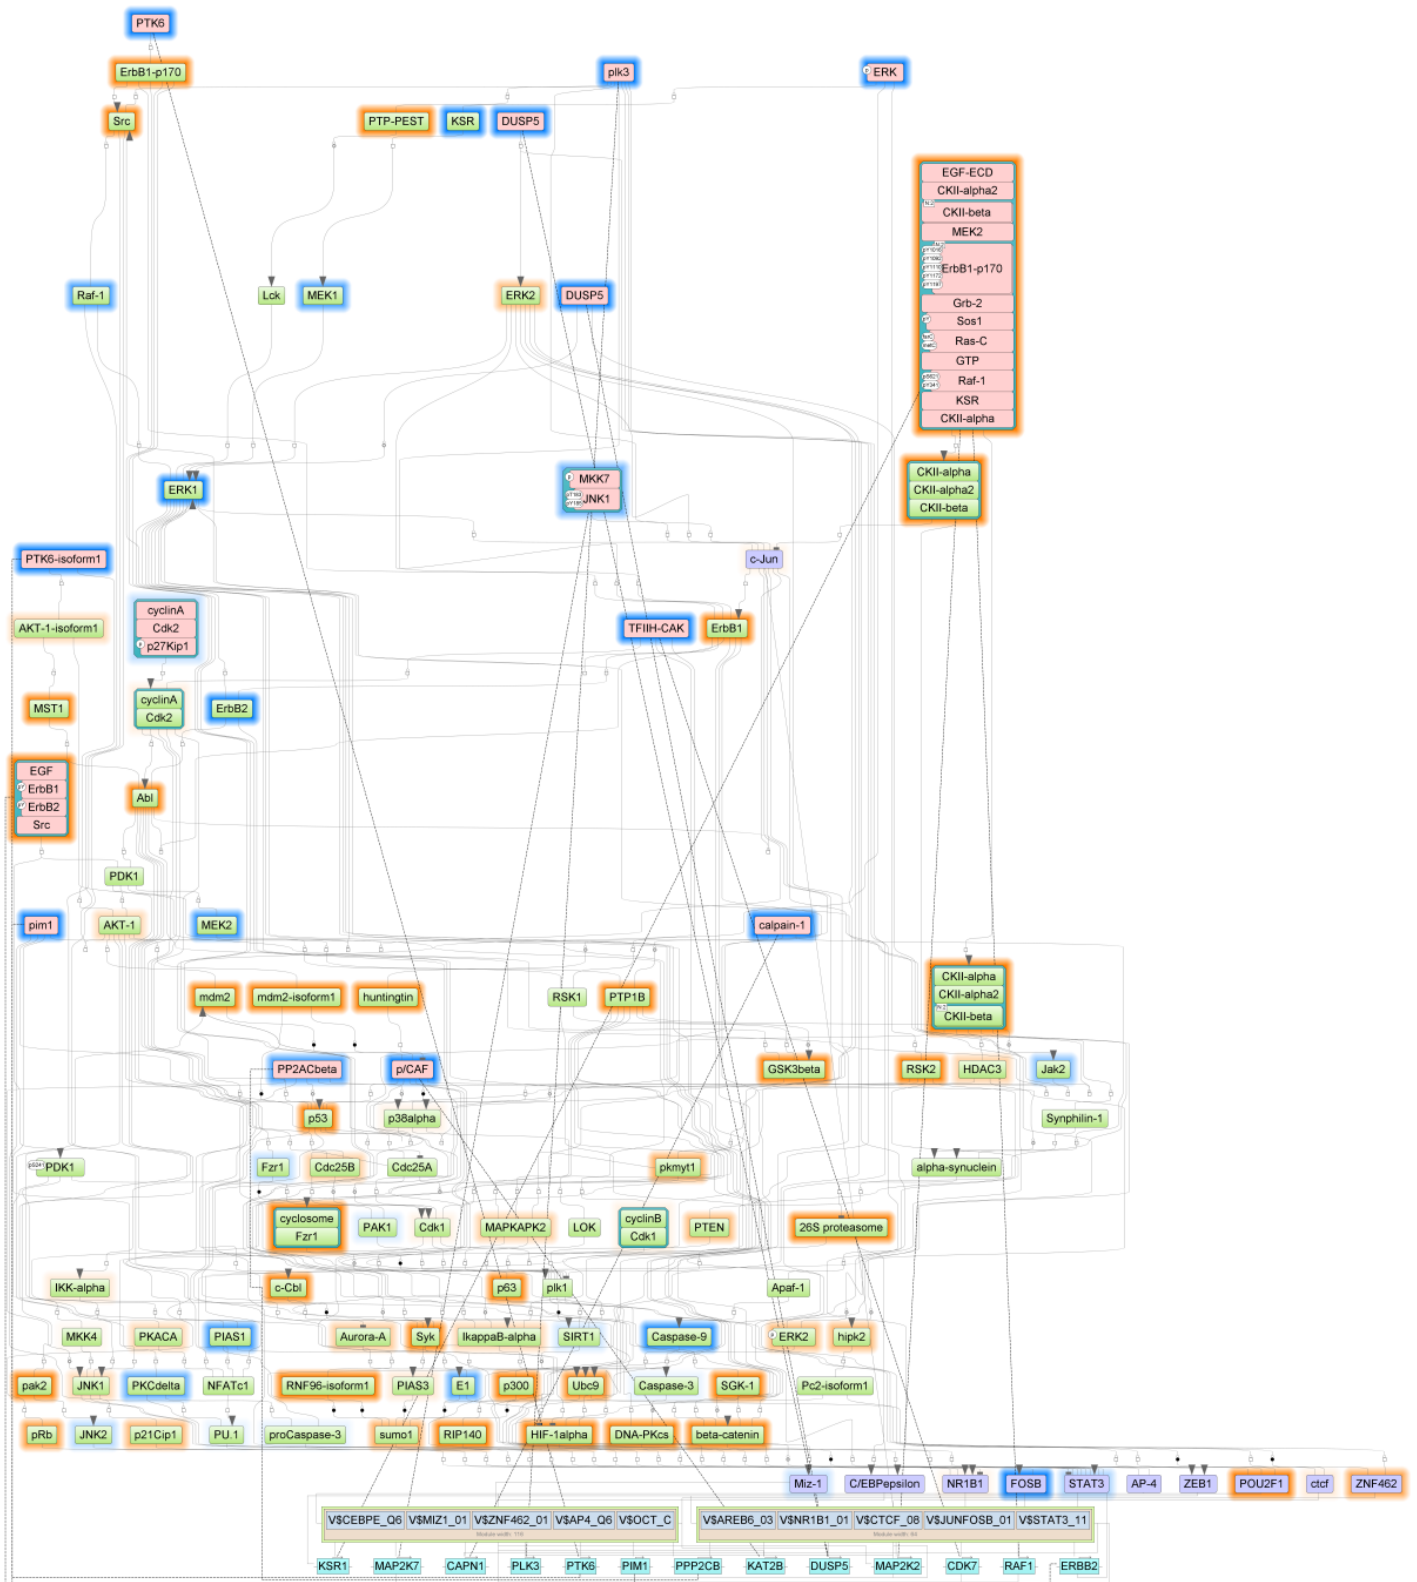 PTK6
ErbB1-p170
plk3
ERK
Src
PTP-PEST
KSR
DUSP5
EGF-ECD
CKII-alpha2
CKII-beta
MEK2
ErbB1-p170
Grb-2
Sos1
Ras-C
GTP
Raf-1
KSR
CKII-alpha
Raf-1
Lck
MEK1
ERK2
DUSP5
CKII-alpha
CKII-alpha2
CKII-beta
MKK7
JNK1
ERK1
PTK6-isoform1
c-Jun
cyclinA
Cdk2
p27Kip1
AKT-1-isoform1
TFIIH-CAK
ErbB1
cyclinA
Cdk2
MST1
ErbB2
EGF
ErbB1
ErbB2
Src
Abl
PDK1
pim1
AKT-1
MEK2
calpain-1
CKII-alpha
CKII-alpha2
CKII-beta
mdm2
mdm2-isoform1
huntingtin
RSK1
PTP1B
PP2ACbeta
p/CAF
GSK3beta
RSK2
HDAC3
Jak2
p53
p38alpha
Synphilin-1
PDK1
Fzr1
Cdc25B
Cdc25A
pkmyt1
alpha-synuclein
cyclosome
Fzr1
PAK1
Cdk1
MAPKAPK2
LOK
cyclinB
Cdk1
PTEN
26S proteasome
IKK-alpha
c-Cbl
p63
plk1
Apaf-1
MKK4
PKACA
PIAS1
Aurora-A
Syk
IkappaB-alpha
SIRT1
Caspase-9
ERK2
hipk2
pak2
JNK1
PKCdelta
NFATc1
RNF96-isoform1
PIAS3
E1
p300
Ubc9
Caspase-3
SGK-1
Pc2-isoform1
pRb
JNK2
p21Cip1
PU.1
proCaspase-3
sumo1
RIP140
HIF-1alpha
DNA-PKcs
beta-catenin
Miz-1
C/EBPepsilon
NR1B1
FOSB
STAT3
AP-4
ZEB1
POU2F1
ctcf
ZNF462
V$CEBPE_Q6
V$MIZ1_01
V$ZNF462_01
V$AP4_Q6
V$OCT_C
Module width: 116
V$AREB6_03
V$NR1B1_01
V$CTCF_08
V$JUNFOSB_01
V$STAT3_11
KSR1
MAP2K7
CAPN1
PLK3
PTK6
PIM1
PPP2CB
KAT2B
DUSP5
MAP2K2
CDK7
RAF1
ERBB2